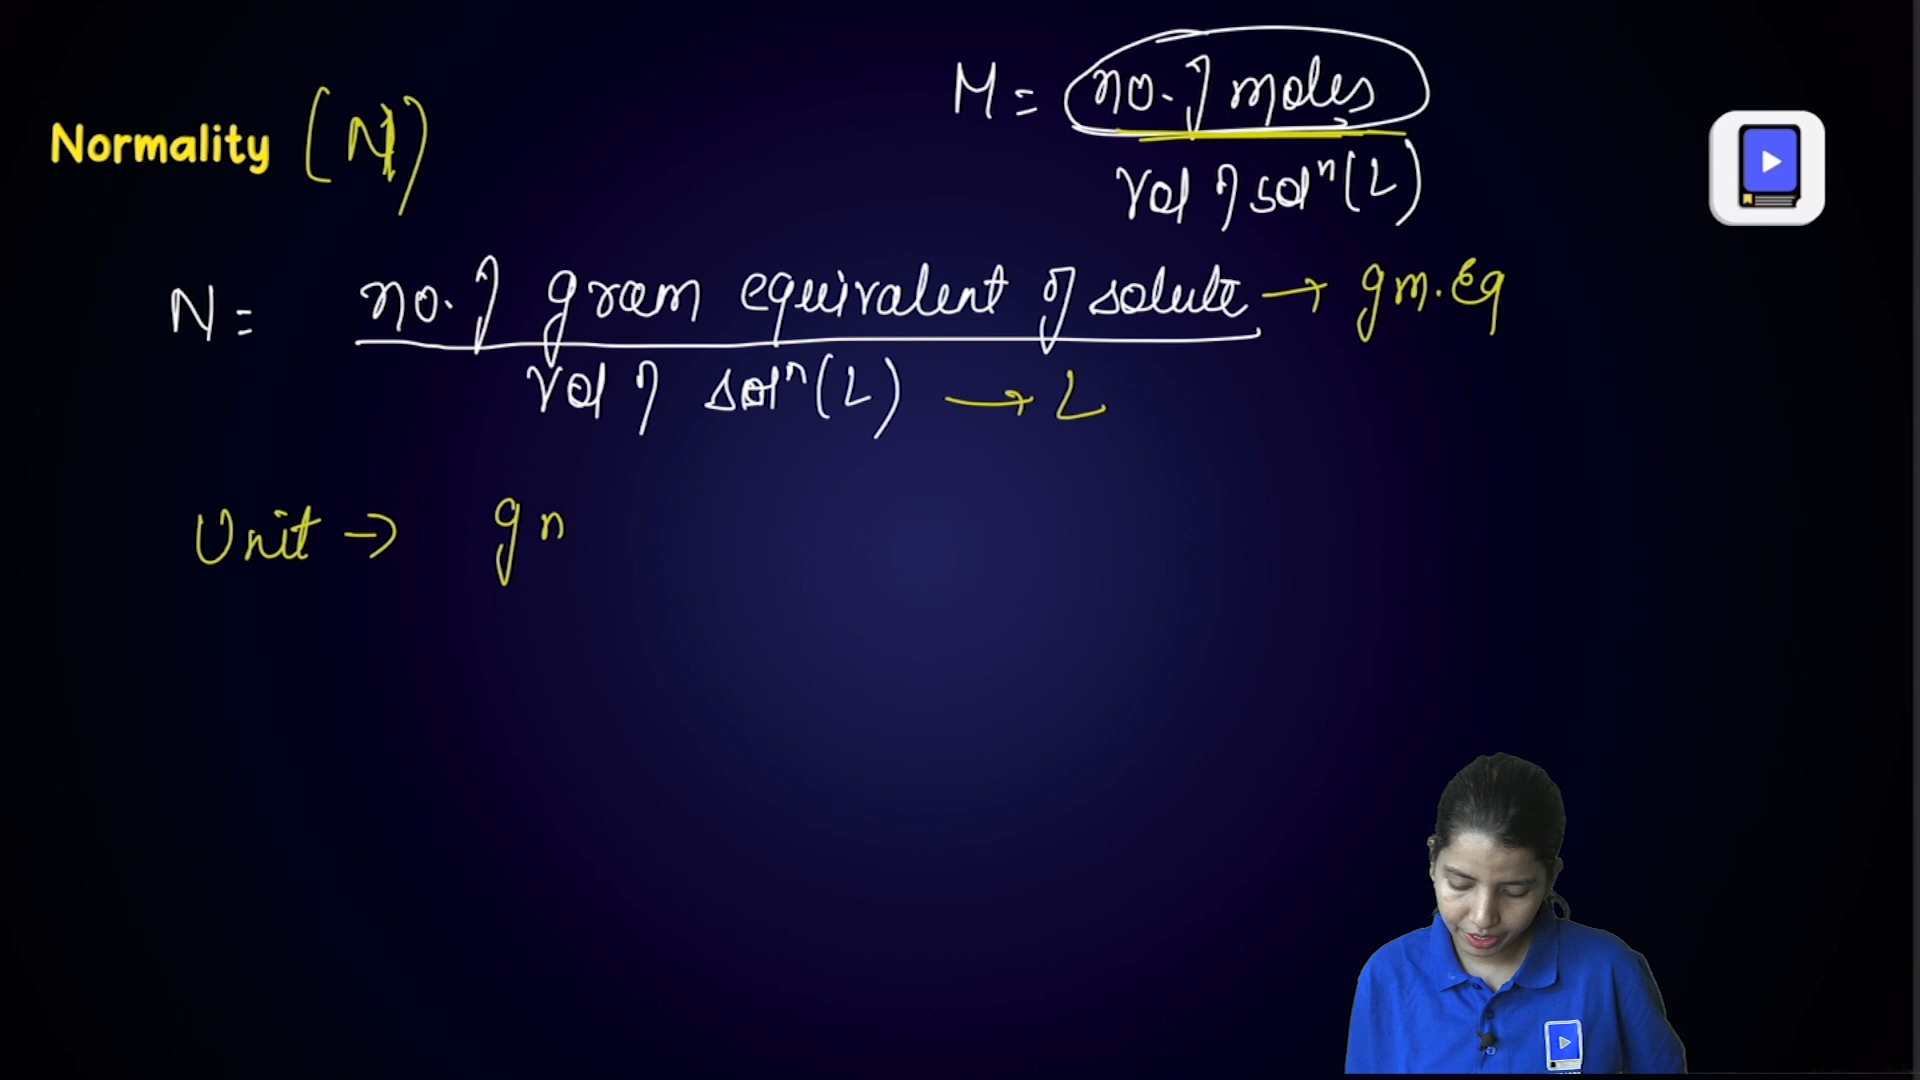 M = no. of moles
Vol of solⁿ (L)
Normality (N)
N = no. of gram equivalent of solute → gm.Eq
Vol of solⁿ (L) → L
Unit → gn